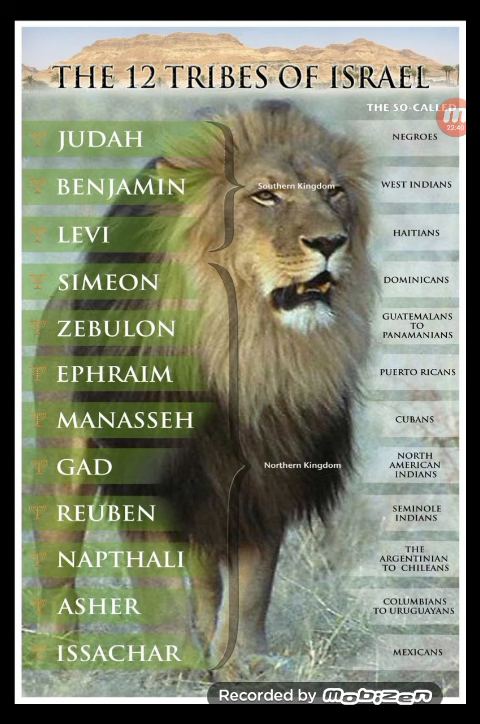 THE 12 TRIBES OF ISRAEL
THE SO-CALLED
22:40
JUDAH
NEGROES
BENJAMIN
Southern Kingdom
WEST INDIANS
LEVI
HAITIANS
SIMEON
DOMINICANS
ZEBULON
GUATEMALANS
TO
PANAMANIANS
EPHRAIM
PUERTO RICANS
MANASSEH
CUBANS
GAD
Northern Kingdom
NORTH
AMERICAN
INDIANS
REUBEN
SEMINOLE
INDIANS
NAPTHALI
THE
ARGENTINIAN
TO CHILEANS
ASHER
COLUMBIANS
TO URUGUAYANS
ISSACHAR
MEXICANS
Recorded by Mobizen